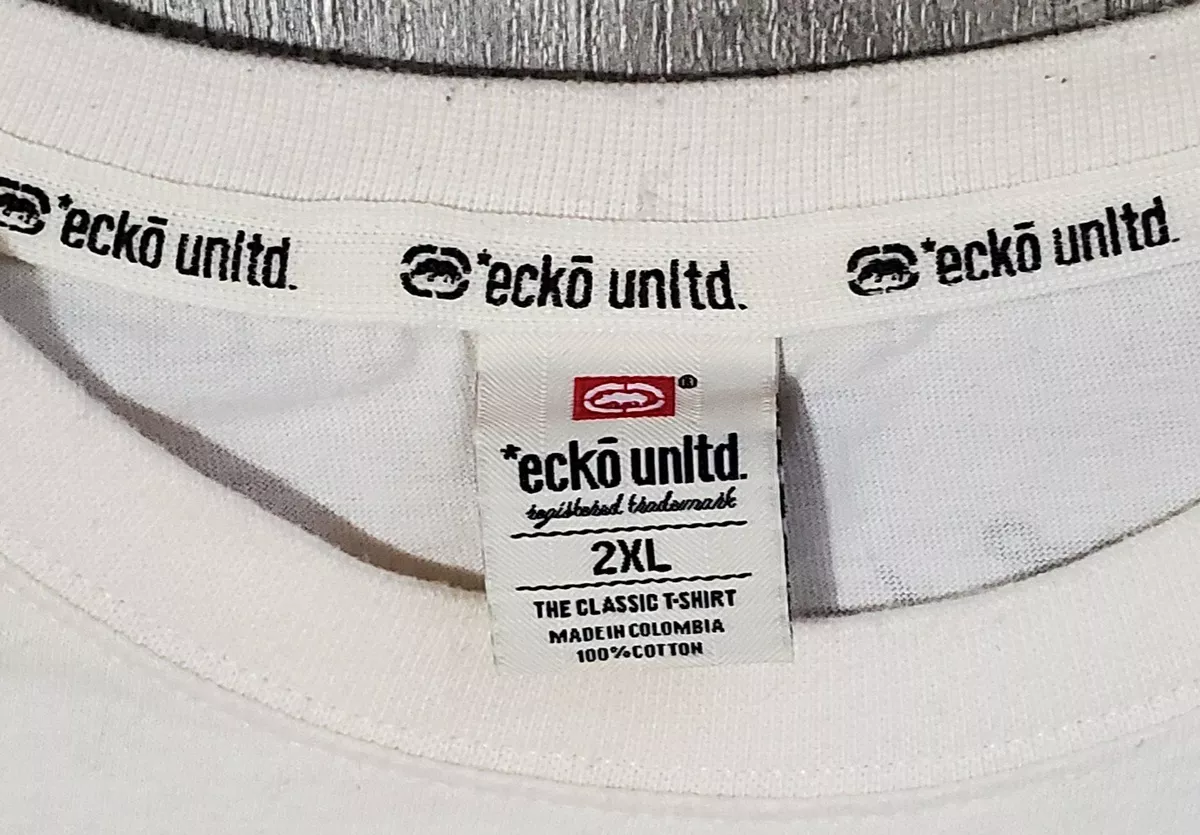 *eckō unltd.
*eckō unltd.
*eckō unltd.
®
*eckō unltd.
registered trademark
2XL
THE CLASSIC T-SHIRT
MADE IN COLOMBIA
100% COTTON